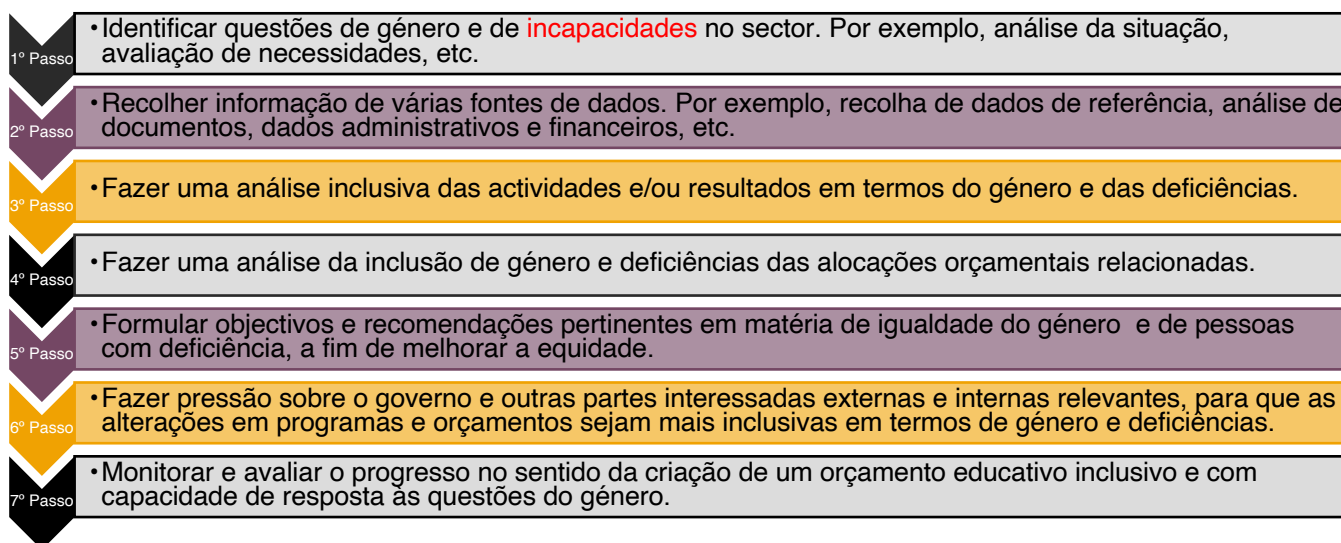 •Identificar questões de género e de incapacidades no sector. Por exemplo, análise da situação,
avaliação de necessidades, etc.
1º Passo
•Recolher informação de várias fontes de dados. Por exemplo, recolha de dados de referência, análise de
documentos, dados administrativos e financeiros, etc.
2º Passo
•Fazer uma análise inclusiva das actividades e/ou resultados em termos do género e das deficiências.
3º Passo
•Fazer uma análise da inclusão de género e deficiências das alocações orçamentais relacionadas.
4º Passo
•Formular objectivos e recomendações pertinentes em matéria de igualdade do género e de pessoas
com deficiência, a fim de melhorar a equidade.
5º Passo
•Fazer pressão sobre o governo e outras partes interessadas externas e internas relevantes, para que as
alterações em programas e orçamentos sejam mais inclusivas em termos de género e deficiências.
6º Passo
•Monitorar e avaliar o progresso no sentido da criação de um orçamento educativo inclusivo e com
capacidade de resposta às questões do género.
7º Passo